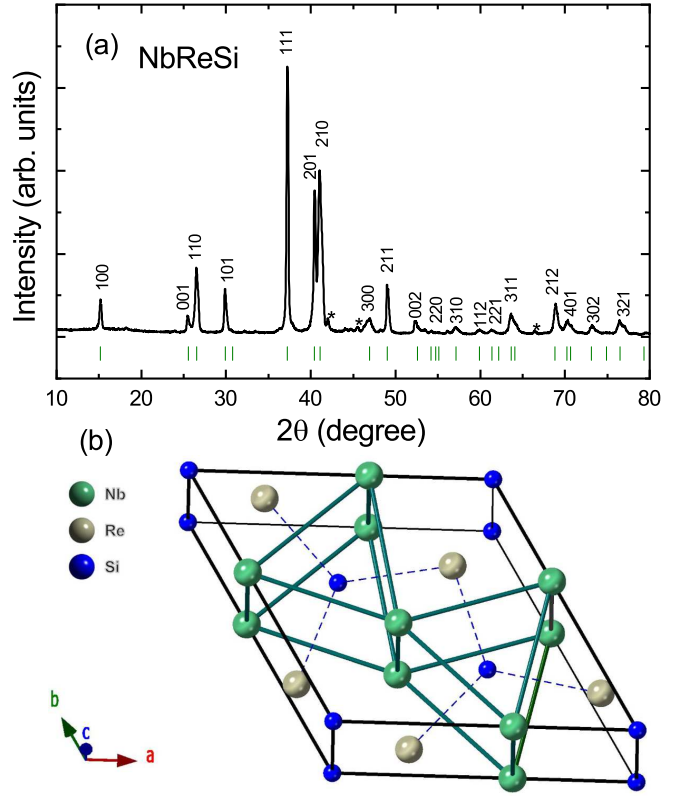 (a)
NbReSi
Intensity (arb. units)
100
001
110
101
111
201
210
*
*
300
211
002
220
310
112
221
311
*
212
401
302
321
10 20 30 40 50 60 70 80
2θ (degree)
(b)
Nb
Re
Si
b
c
a